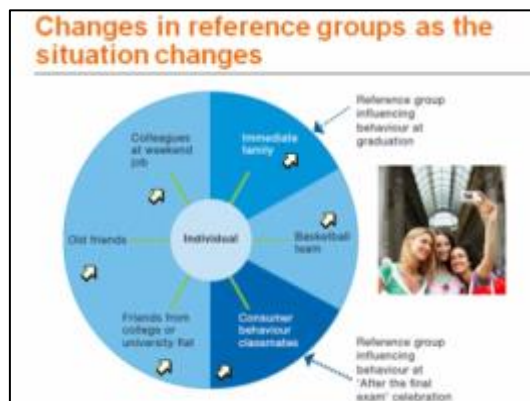 Changes in reference groups as the
situation changes
Reference group
influencing
behaviour at
graduation
Colleagues
at weekend
job
Immediate
family
Old friends
Individual
Basketball
team
Friends from
college or
university flat
Consumer
behaviour
classmates
Reference group
influencing
behaviour at
'After the final
exam' celebration